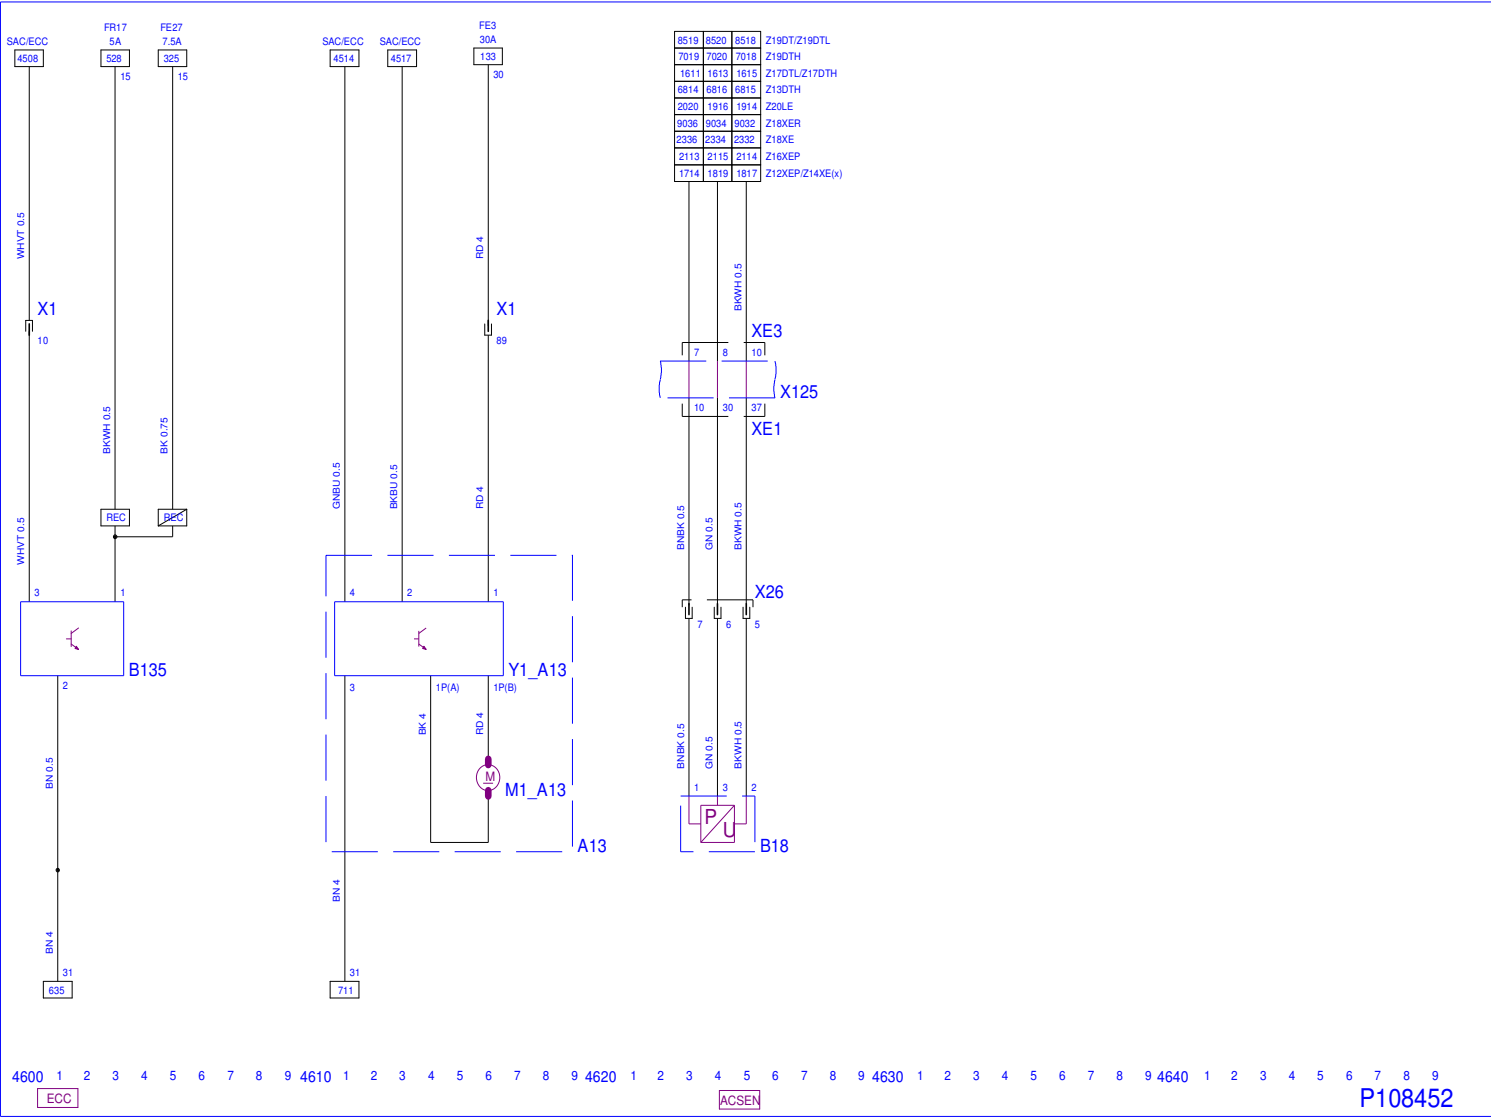 FR17 FE27 FE3
SAC/ECC 5A 7.5A SAC/ECC SAC/ECC 30A
4508 528 325 4514 4517 133
15 15 30
8519 8520 8518 Z19DT/Z19DTL
7019 7020 7018 Z19DTH
1611 1613 1615 Z17DTL/Z17DTH
6814 6816 6815 Z13DTH
2020 1916 1914 Z20LE
9036 9034 9032 Z18XER
2336 2334 2332 Z18XE
2113 2115 2114 Z16XEP
1714 1819 1817 Z12XEP/Z14XE(x)
WHVT 0.5 RD 4 BKWH 0.5
X1 X1
10 89
XE3
7 8 10
X125
10 30 37
XE1
BKWH 0.5 BK 0.75
GNBU 0.5 BKBU 0.5 RD 4
REC REC
WHVT 0.5 BNBK 0.5 GN 0.5 BKWH 0.5
3 1 4 2 1
X26
7 6 5
B135 Y1_A13
2 3 1P(A) 1P(B)
BN 0.5 BK 4 RD 4 BNBK 0.5 GN 0.5 BKWH 0.5
M
M1_A13
1 3 2
P
U
A13 B18
BN 4
BN 4
31 31
635 711
4600 1 2 3 4 5 6 7 8 9 4610 1 2 3 4 5 6 7 8 9 4620 1 2 3 4 5 6 7 8 9 4630 1 2 3 4 5 6 7 8 9 4640 1 2 3 4 5 6 7 8 9
ECC ACSEN P108452